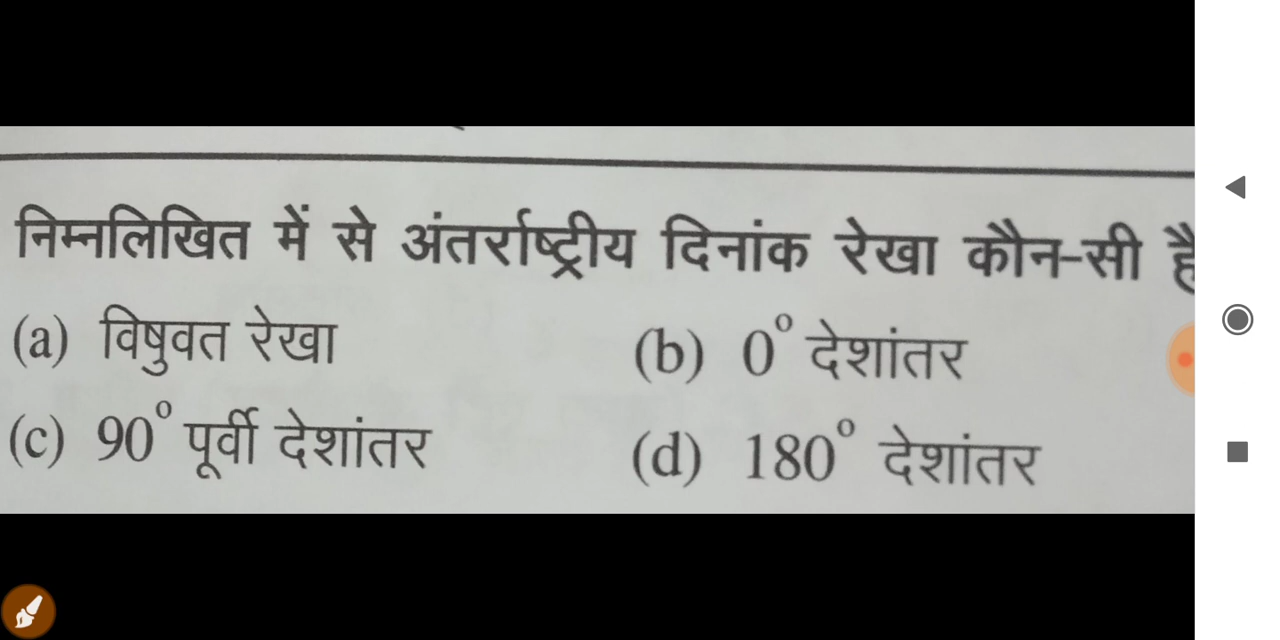 निम्नलिखित में से अंतर्राष्ट्रीय दिनांक रेखा कौन-सी है
(a) विषुवत रेखा (b) 0° देशांतर
(c) 90° पूर्वी देशांतर (d) 180° देशांतर